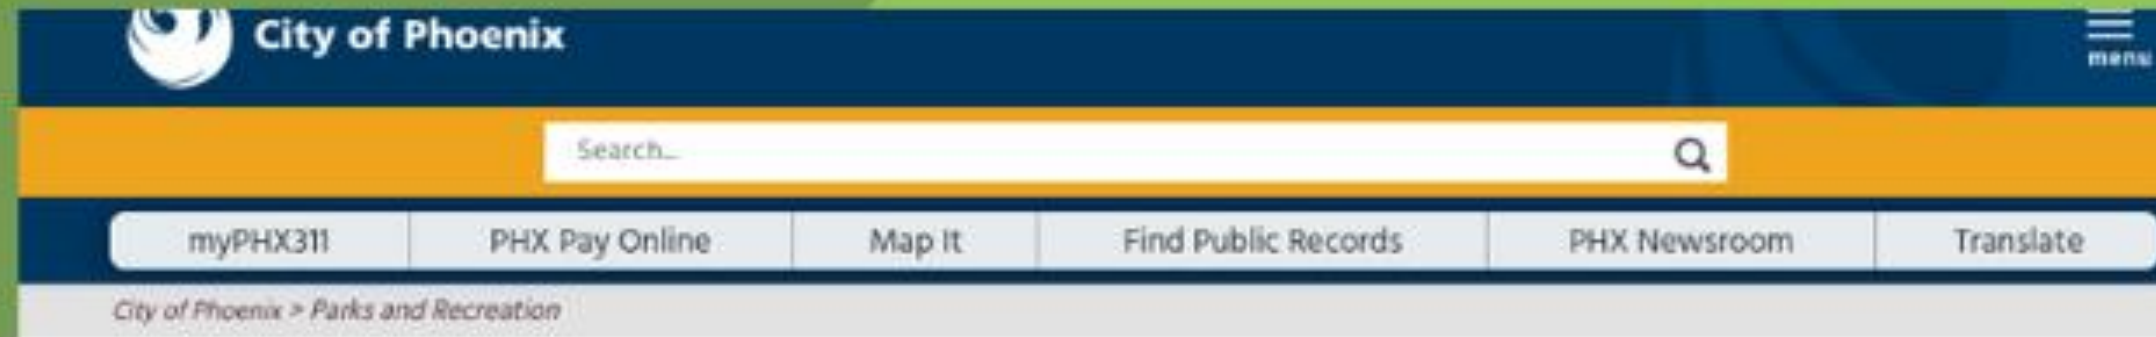 City of Phoenix
menu
Search...
myPHX311 PHX Pay Online Map It Find Public Records PHX Newsroom Translate
City of Phoenix > Parks and Recreation